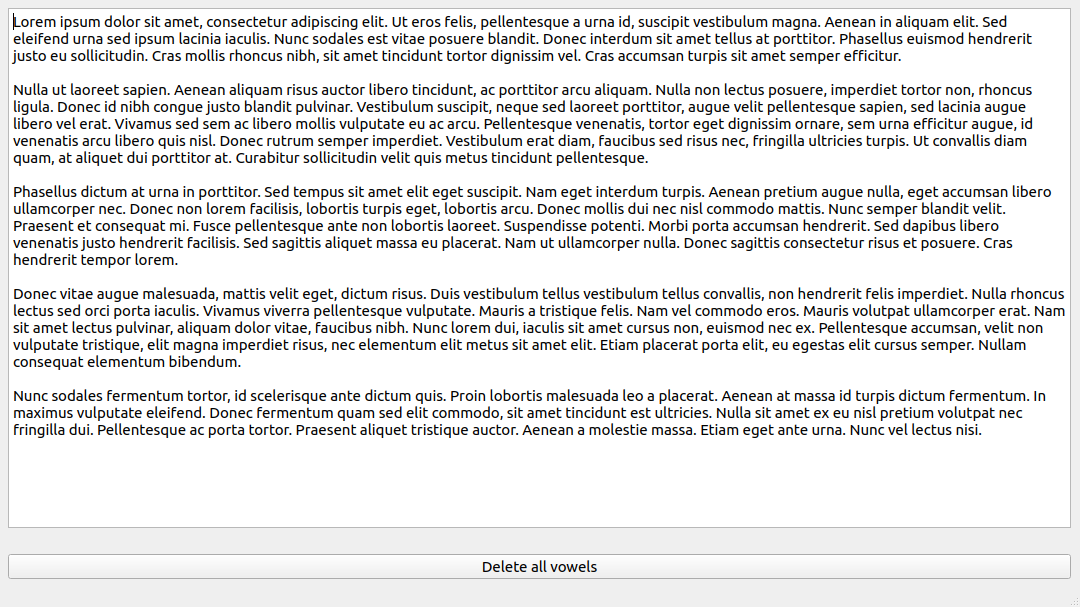 Lorem ipsum dolor sit amet, consectetur adipiscing elit. Ut eros felis, pellentesque a urna id, suscipit vestibulum magna. Aenean in aliquam elit. Sed
eleifend urna sed ipsum lacinia iaculis. Nunc sodales est vitae posuere blandit. Donec interdum sit amet tellus at porttitor. Phasellus euismod hendrerit
justo eu sollicitudin. Cras mollis rhoncus nibh, sit amet tincidunt tortor dignissim vel. Cras accumsan turpis sit amet semper efficitur.
Nulla ut laoreet sapien. Aenean aliquam risus auctor libero tincidunt, ac porttitor arcu aliquam. Nulla non lectus posuere, imperdiet tortor non, rhoncus
ligula. Donec id nibh congue justo blandit pulvinar. Vestibulum suscipit, neque sed laoreet porttitor, augue velit pellentesque sapien, sed lacinia augue
libero vel erat. Vivamus sed sem ac libero mollis vulputate eu ac arcu. Pellentesque venenatis, tortor eget dignissim ornare, sem urna efficitur augue, id
venenatis arcu libero quis nisl. Donec rutrum semper imperdiet. Vestibulum erat diam, faucibus sed risus nec, fringilla ultricies turpis. Ut convallis diam
quam, at aliquet dui porttitor at. Curabitur sollicitudin velit quis metus tincidunt pellentesque.
Phasellus dictum at urna in porttitor. Sed tempus sit amet elit eget suscipit. Nam eget interdum turpis. Aenean pretium augue nulla, eget accumsan libero
ullamcorper nec. Donec non lorem facilisis, lobortis turpis eget, lobortis arcu. Donec mollis dui nec nisl commodo mattis. Nunc semper blandit velit.
Praesent et consequat mi. Fusce pellentesque ante non lobortis laoreet. Suspendisse potenti. Morbi porta accumsan hendrerit. Sed dapibus libero
venenatis justo hendrerit facilisis. Sed sagittis aliquet massa eu placerat. Nam ut ullamcorper nulla. Donec sagittis consectetur risus et posuere. Cras
hendrerit tempor lorem.
Donec vitae augue malesuada, mattis velit eget, dictum risus. Duis vestibulum tellus vestibulum tellus convallis, non hendrerit felis imperdiet. Nulla rhoncus
lectus sed orci porta iaculis. Vivamus viverra pellentesque vulputate. Mauris a tristique felis. Nam vel commodo eros. Mauris volutpat ullamcorper erat. Nam
sit amet lectus pulvinar, aliquam dolor vitae, faucibus nibh. Nunc lorem dui, iaculis sit amet cursus non, euismod nec ex. Pellentesque accumsan, velit non
vulputate tristique, elit magna imperdiet risus, nec elementum elit metus sit amet elit. Etiam placerat porta elit, eu egestas elit cursus semper. Nullam
consequat elementum bibendum.
Nunc sodales fermentum tortor, id scelerisque ante dictum quis. Proin lobortis malesuada leo a placerat. Aenean at massa id turpis dictum fermentum. In
maximus vulputate eleifend. Donec fermentum quam sed elit commodo, sit amet tincidunt est ultricies. Nulla sit amet ex eu nisl pretium volutpat nec
fringilla dui. Pellentesque ac porta tortor. Praesent aliquet tristique auctor. Aenean a molestie massa. Etiam eget ante urna. Nunc vel lectus nisi.
Delete all vowels